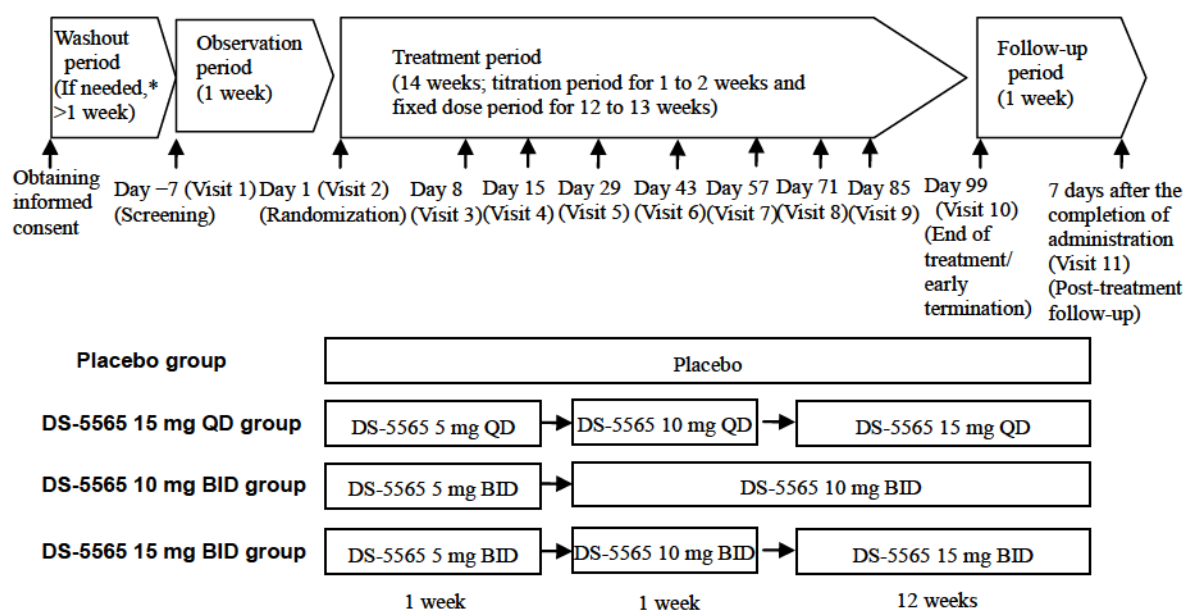 Washout
period
(If needed,*
>1 week)
Observation
period
(1 week)
Treatment period
(14 weeks; titration period for 1 to 2 weeks and
fixed dose period for 12 to 13 weeks)
Follow-up
period
(1 week)
Obtaining
informed
consent
Day −7 (Visit 1)
(Screening)
Day 1 (Visit 2)
(Randomization)
Day 8
(Visit 3)
Day 15
(Visit 4)
Day 29
(Visit 5)
Day 43
(Visit 6)
Day 57
(Visit 7)
Day 71
(Visit 8)
Day 85
(Visit 9)
Day 99
(Visit 10)
(End of
treatment/
early
termination)
7 days after the
completion of
administration
(Visit 11)
(Post-treatment
follow-up)
Placebo group
Placebo
DS-5565 15 mg QD group
DS-5565 5 mg QD
DS-5565 10 mg QD
DS-5565 15 mg QD
DS-5565 10 mg BID group
DS-5565 5 mg BID
DS-5565 10 mg BID
DS-5565 15 mg BID group
DS-5565 5 mg BID
DS-5565 10 mg BID
DS-5565 15 mg BID
1 week
1 week
12 weeks